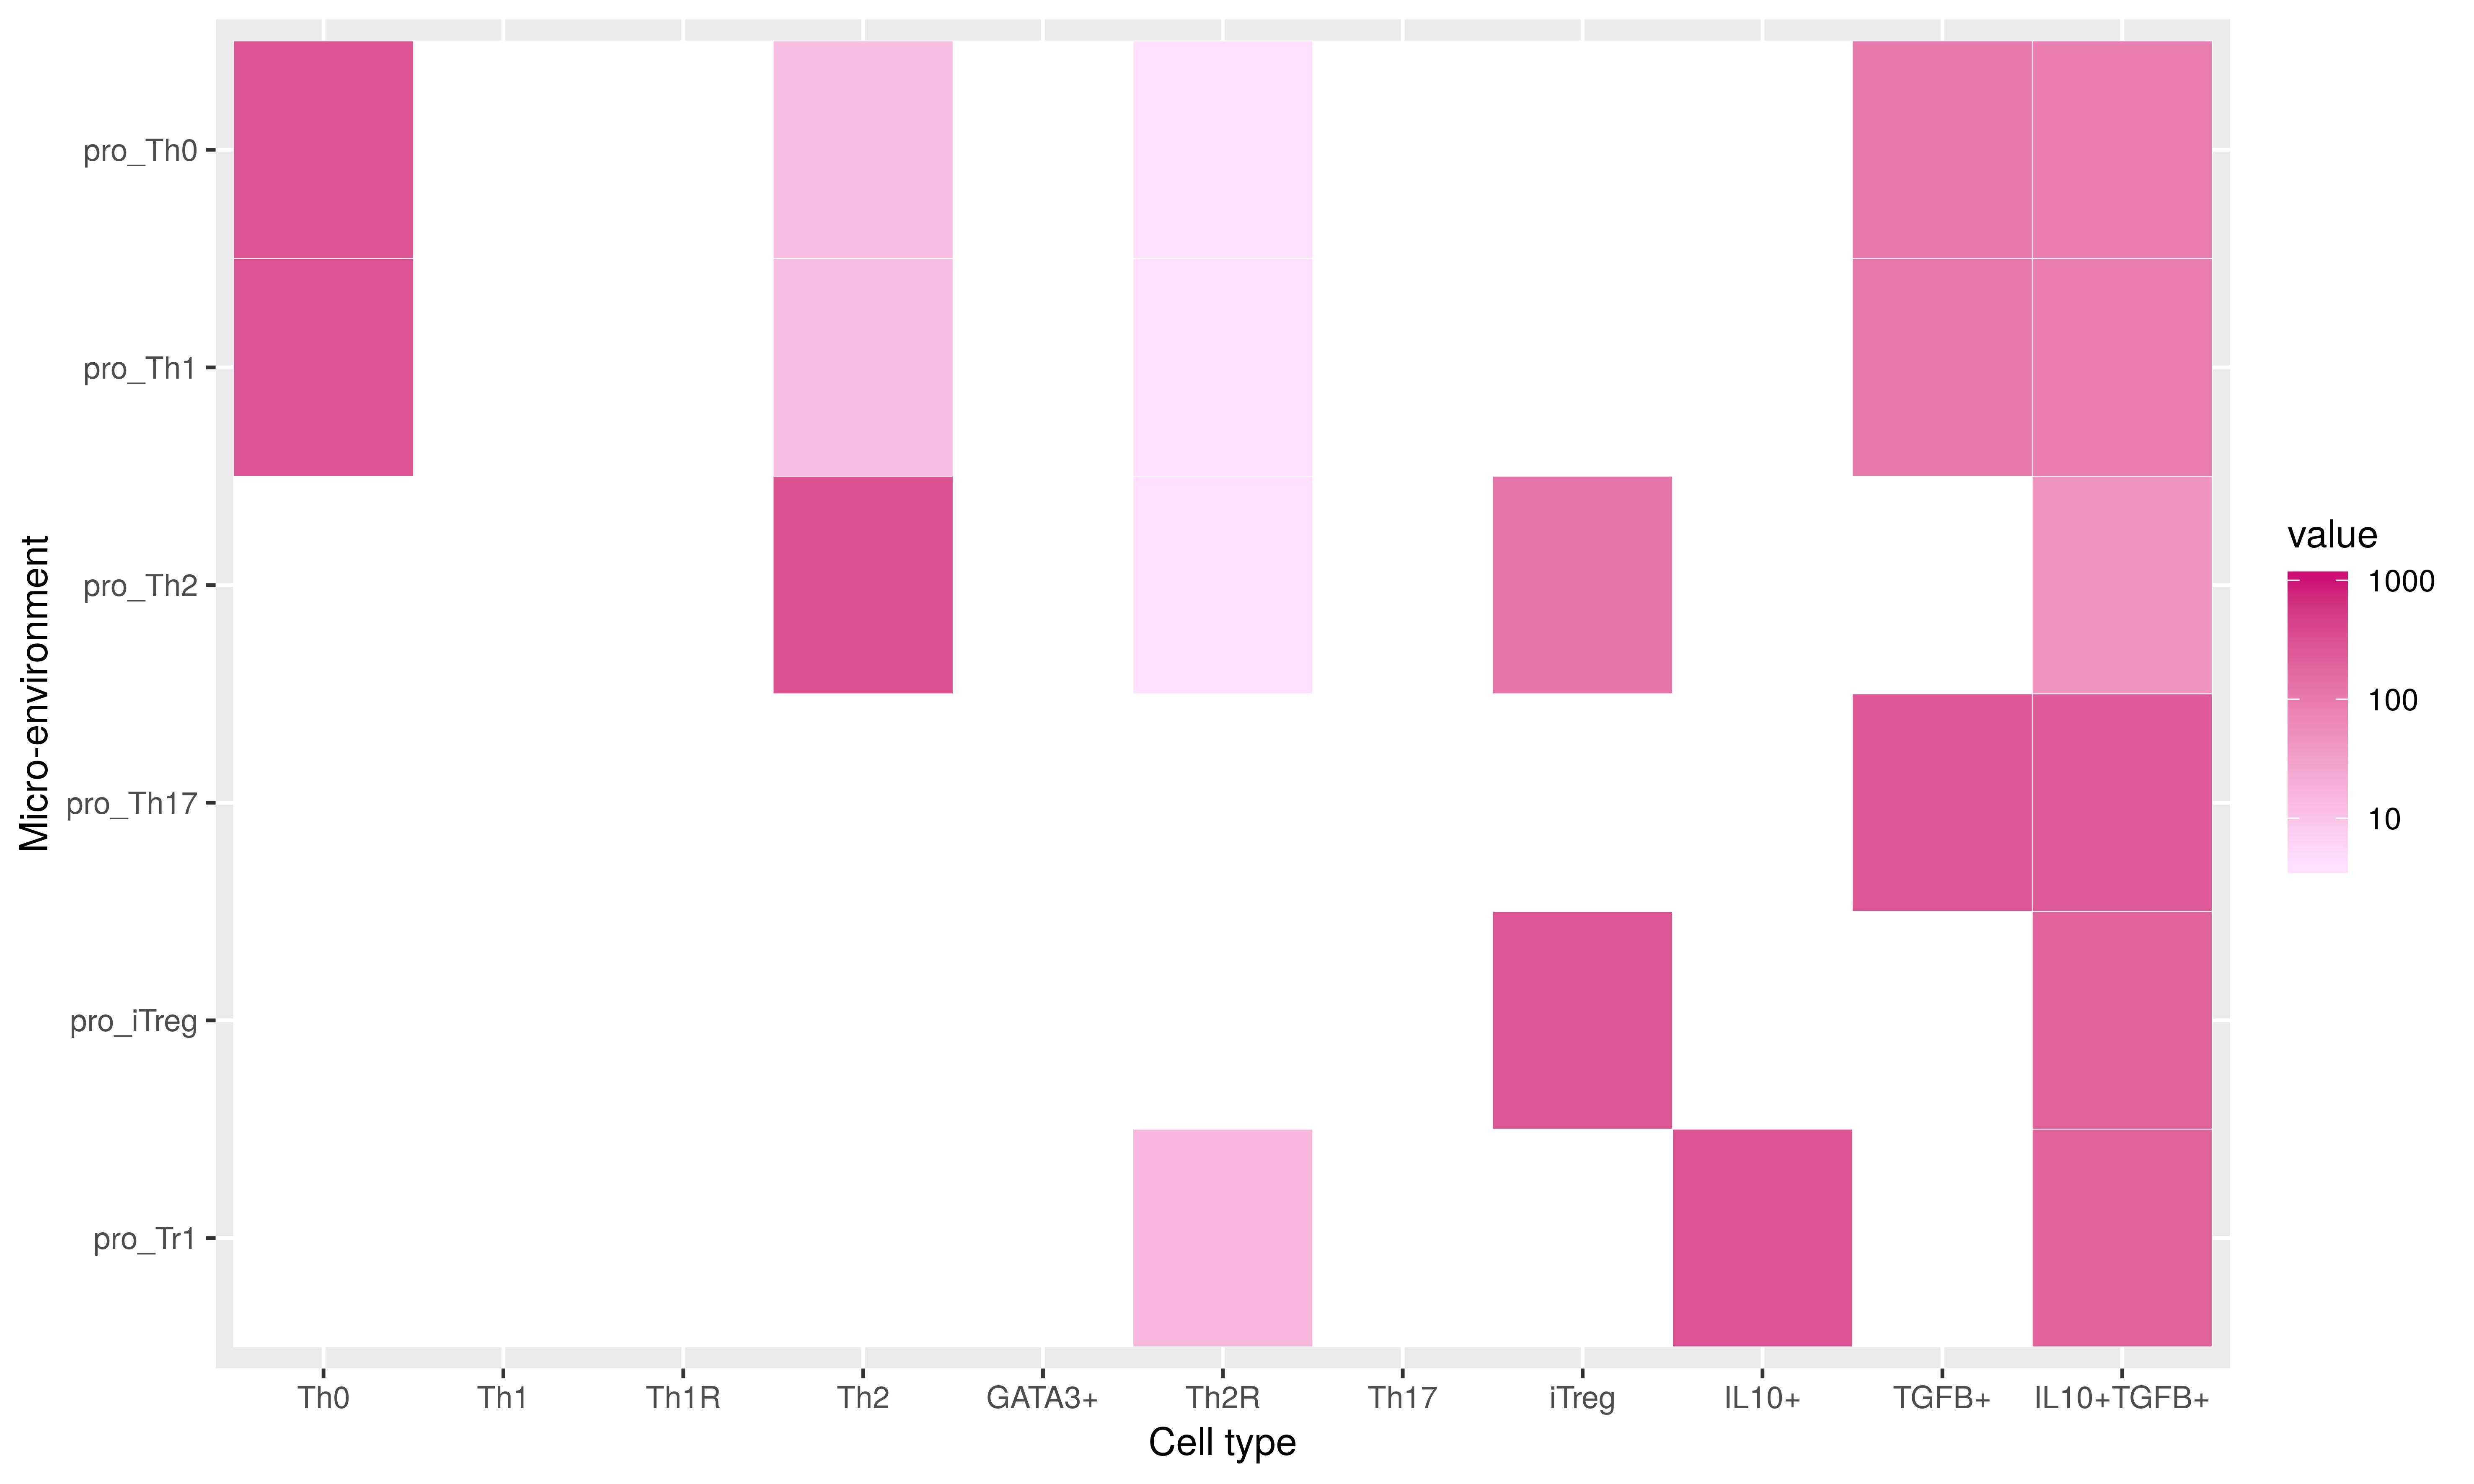 Micro-environment
pro_Th0
pro_Th1
pro_Th2
pro_Th17
pro_iTreg
pro_Tr1
Th0 Th1 Th1R Th2 GATA3+ Th2R Th17 iTreg IL10+ TGFB+ IL10+TGFB+
Cell type
value
1000
100
10